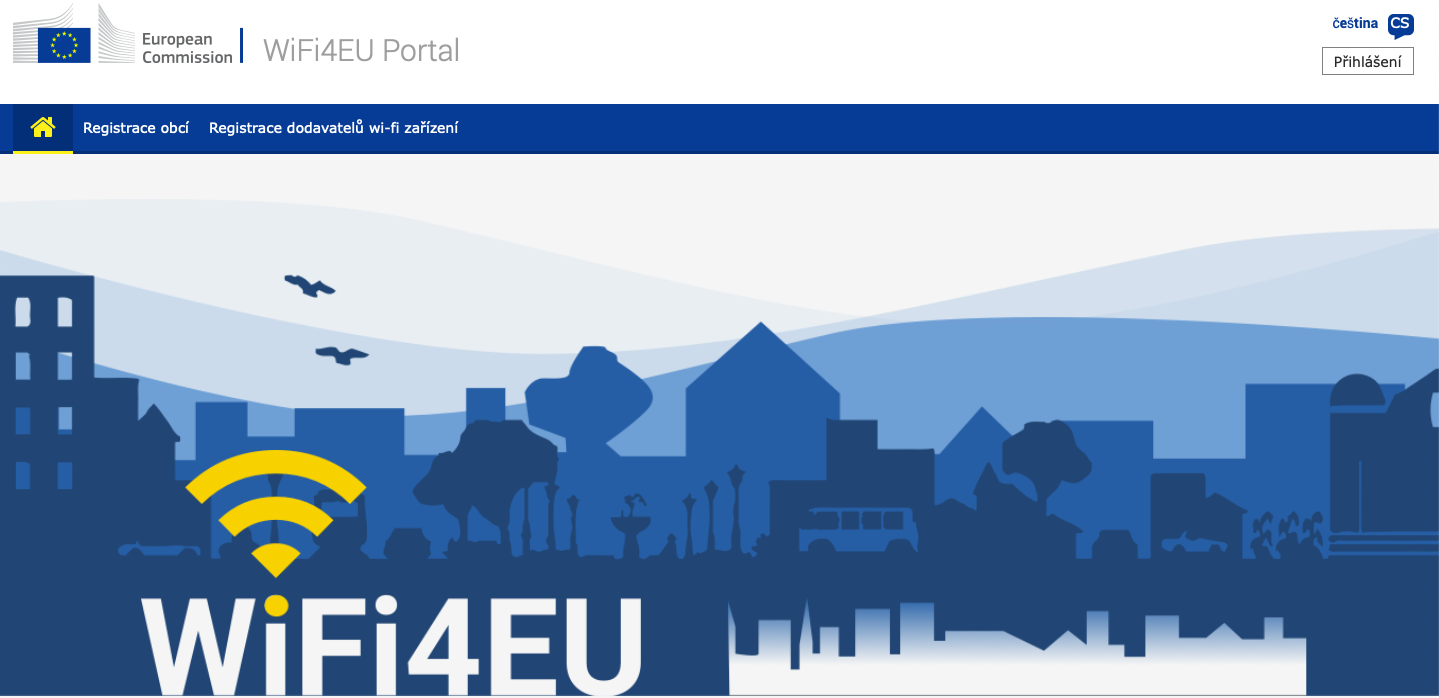 European
Commission
WiFi4EU Portal
čeština CS
Přihlášení
Registrace obcí
Registrace dodavatelů wi-fi zařízení
WiFi4EU